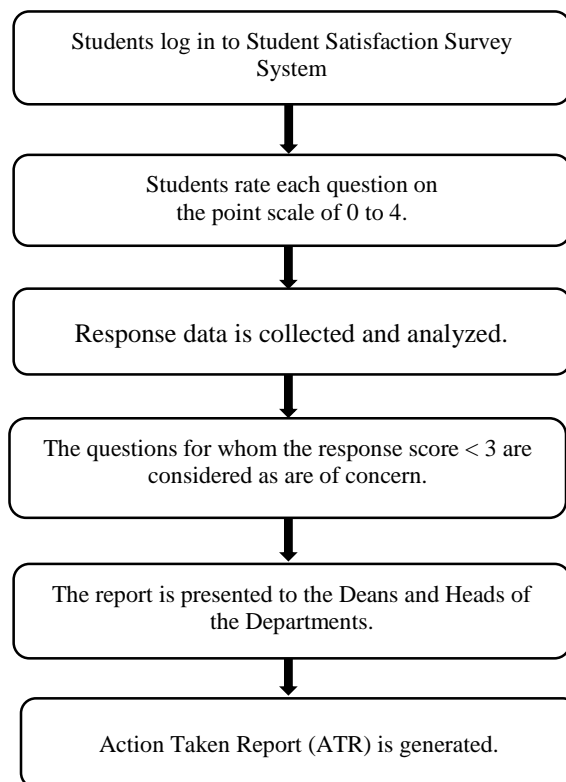 Students log in to Student Satisfaction Survey
System
Students rate each question on
the point scale of 0 to 4.
Response data is collected and analyzed.
The questions for whom the response score < 3 are
considered as are of concern.
The report is presented to the Deans and Heads of
the Departments.
Action Taken Report (ATR) is generated.